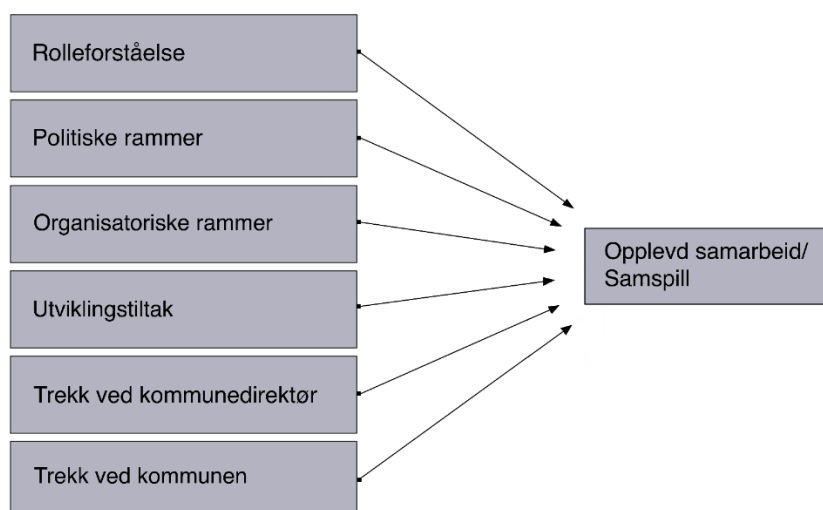 Rolleforståelse
Politiske rammer
Organisatoriske rammer
Utviklingstiltak
Trekk ved kommunedirektør
Trekk ved kommunen
Opplevd samarbeid/
Samspill